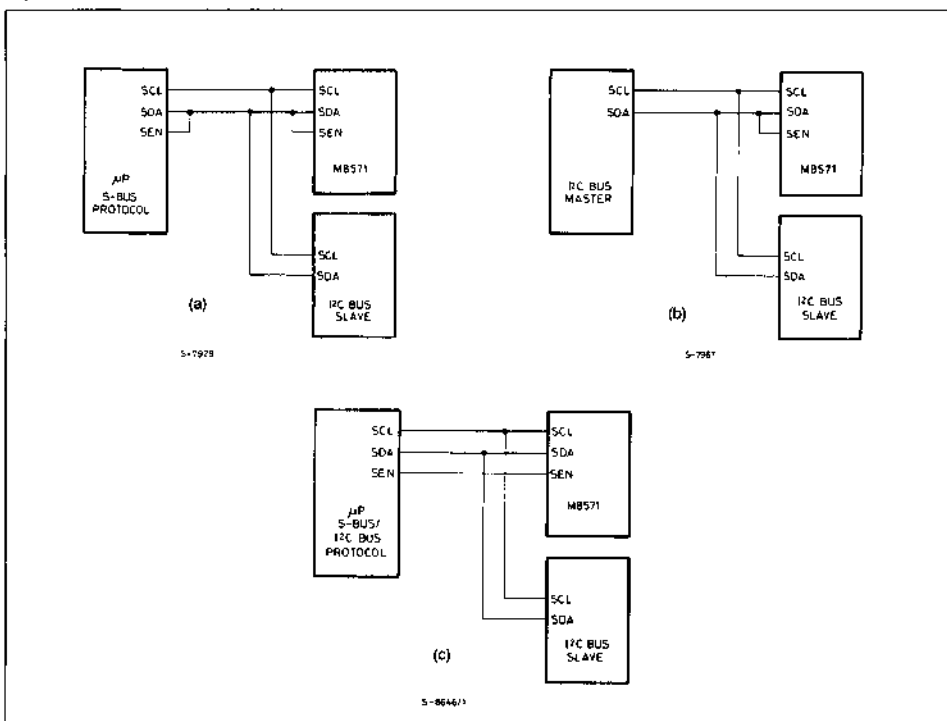 SCL
SDA
SEN
μP
S-BUS
PROTOCOL
SCL
SDA
SEN
M8571
SCL
SDA
I²C BUS
SLAVE
(a)
S-7928
SCL
SDA
I²C BUS
MASTER
SCL
SDA
SEN
M8571
SCL
SDA
I²C BUS
SLAVE
(b)
SCL
SDA
SEN
μP
S-BUS/
I²C BUS
PROTOCOL
SCL
SDA
SEN
M8571
SCL
SDA
I²C BUS
SLAVE
(c)